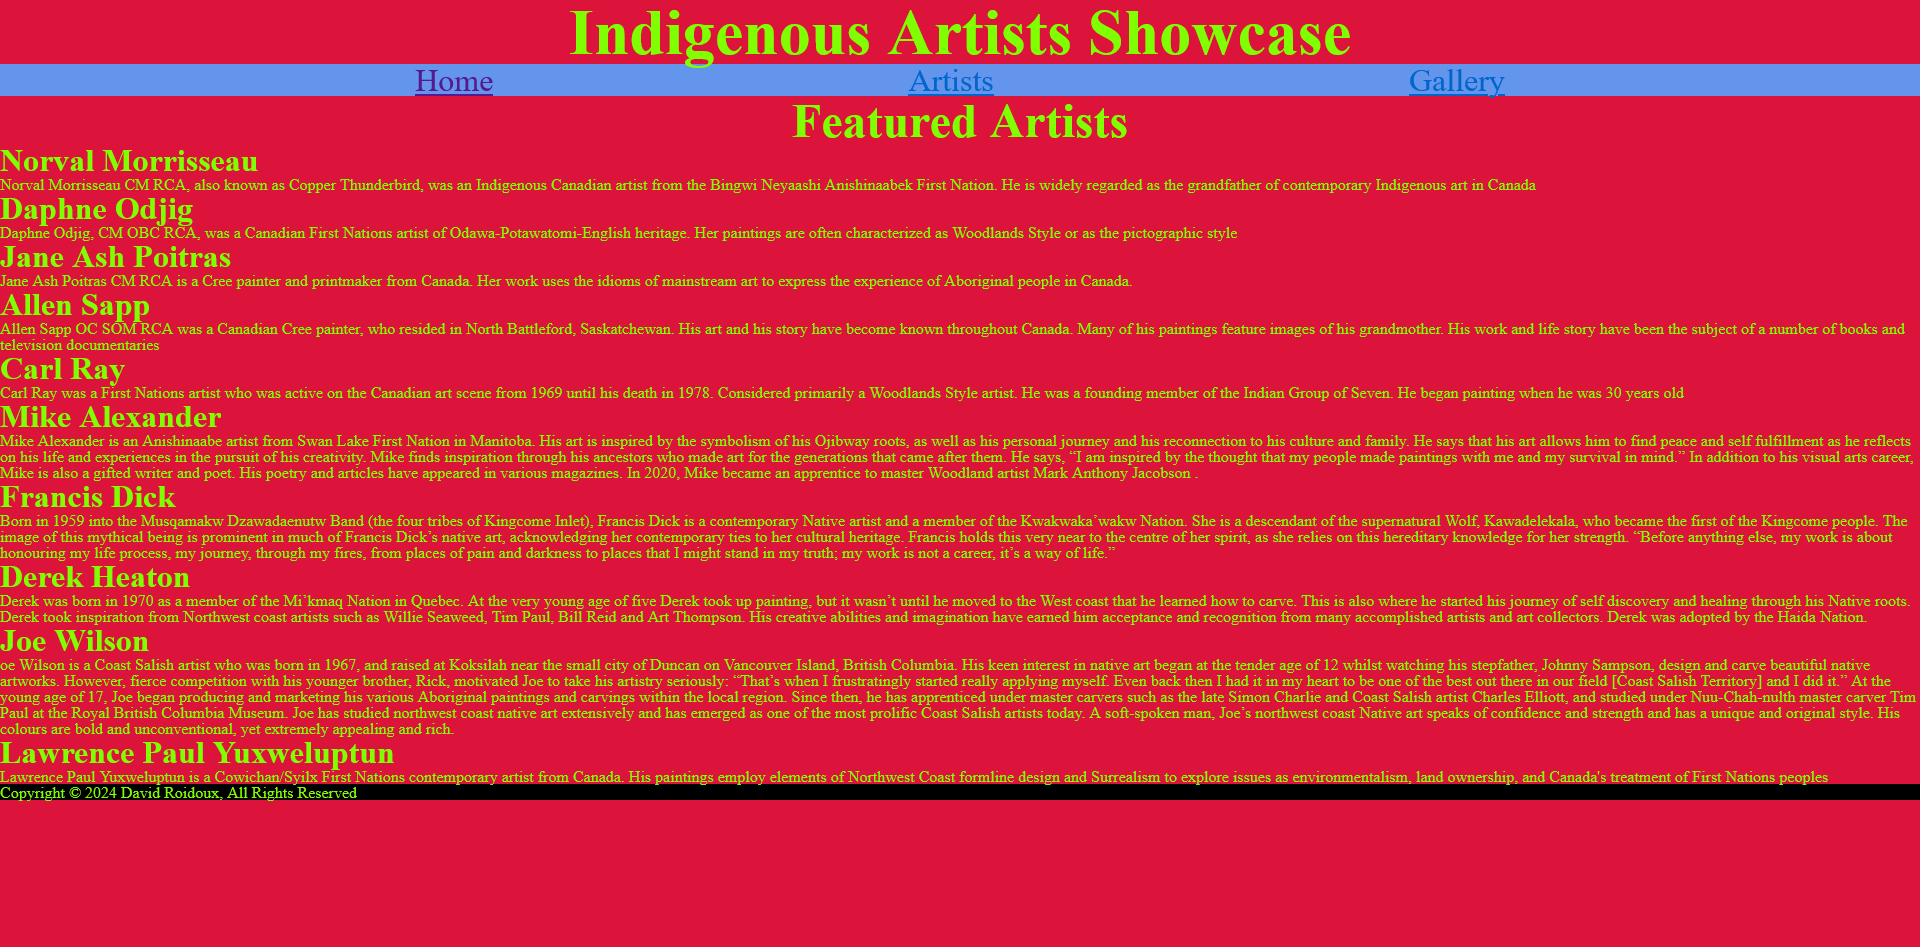 Indigenous Artists Showcase
Home Artists Gallery
Featured Artists
Norval Morrisseau
Norval Morrisseau CM RCA, also known as Copper Thunderbird, was an Indigenous Canadian artist from the Bingwi Neyaashi Anishinaabek First Nation. He is widely regarded as the grandfather of contemporary Indigenous art in Canada
Daphne Odjig
Daphne Odjig, CM OBC RCA, was a Canadian First Nations artist of Odawa-Potawatomi-English heritage. Her paintings are often characterized as Woodlands Style or as the pictographic style
Jane Ash Poitras
Jane Ash Poitras CM RCA is a Cree painter and printmaker from Canada. Her work uses the idioms of mainstream art to express the experience of Aboriginal people in Canada.
Allen Sapp
Allen Sapp OC SOM RCA was a Canadian Cree painter, who resided in North Battleford, Saskatchewan. His art and his story have become known throughout Canada. Many of his paintings feature images of his grandmother. His work and life story have been the subject of a number of books and
television documentaries
Carl Ray
Carl Ray was a First Nations artist who was active on the Canadian art scene from 1969 until his death in 1978. Considered primarily a Woodlands Style artist. He was a founding member of the Indian Group of Seven. He began painting when he was 30 years old
Mike Alexander
Mike Alexander is an Anishinaabe artist from Swan Lake First Nation in Manitoba. His art is inspired by the symbolism of his Ojibway roots, as well as his personal journey and his reconnection to his culture and family. He says that his art allows him to find peace and self fulfillment as he reflects
on his life and experiences in the pursuit of his creativity. Mike finds inspiration through his ancestors who made art for the generations that came after them. He says, “I am inspired by the thought that my people made paintings with me and my survival in mind.” In addition to his visual arts career,
Mike is also a gifted writer and poet. His poetry and articles have appeared in various magazines. In 2020, Mike became an apprentice to master Woodland artist Mark Anthony Jacobson .
Francis Dick
Born in 1959 into the Musqamakw Dzawadaenutw Band (the four tribes of Kingcome Inlet), Francis Dick is a contemporary Native artist and a member of the Kwakwaka’wakw Nation. She is a descendant of the supernatural Wolf, Kawadelekala, who became the first of the Kingcome people. The
image of this mythical being is prominent in much of Francis Dick’s native art, acknowledging her contemporary ties to her cultural heritage. Francis holds this very near to the centre of her spirit, as she relies on this hereditary knowledge for her strength. “Before anything else, my work is about
honouring my life process, my journey, through my fires, from places of pain and darkness to places that I might stand in my truth; my work is not a career, it’s a way of life.”
Derek Heaton
Derek was born in 1970 as a member of the Mi’kmaq Nation in Quebec. At the very young age of five Derek took up painting, but it wasn’t until he moved to the West coast that he learned how to carve. This is also where he started his journey of self discovery and healing through his Native roots.
Derek took inspiration from Northwest coast artists such as Willie Seaweed, Tim Paul, Bill Reid and Art Thompson. His creative abilities and imagination have earned him acceptance and recognition from many accomplished artists and art collectors. Derek was adopted by the Haida Nation.
Joe Wilson
oe Wilson is a Coast Salish artist who was born in 1967, and raised at Koksilah near the small city of Duncan on Vancouver Island, British Columbia. His keen interest in native art began at the tender age of 12 whilst watching his stepfather, Johnny Sampson, design and carve beautiful native
artworks. However, fierce competition with his younger brother, Rick, motivated Joe to take his artistry seriously: “That’s when I frustratingly started really applying myself. Even back then I had it in my heart to be one of the best out there in our field [Coast Salish Territory] and I did it.” At the
young age of 17, Joe began producing and marketing his various Aboriginal paintings and carvings within the local region. Since then, he has apprenticed under master carvers such as the late Simon Charlie and Coast Salish artist Charles Elliott, and studied under Nuu-Chah-nulth master carver Tim
Paul at the Royal British Columbia Museum. Joe has studied northwest coast native art extensively and has emerged as one of the most prolific Coast Salish artists today. A soft-spoken man, Joe’s northwest coast Native art speaks of confidence and strength and has a unique and original style. His
colours are bold and unconventional, yet extremely appealing and rich.
Lawrence Paul Yuxweluptun
Lawrence Paul Yuxweluptun is a Cowichan/Syilx First Nations contemporary artist from Canada. His paintings employ elements of Northwest Coast formline design and Surrealism to explore issues as environmentalism, land ownership, and Canada's treatment of First Nations peoples
Copyright © 2024 David Roidoux, All Rights Reserved